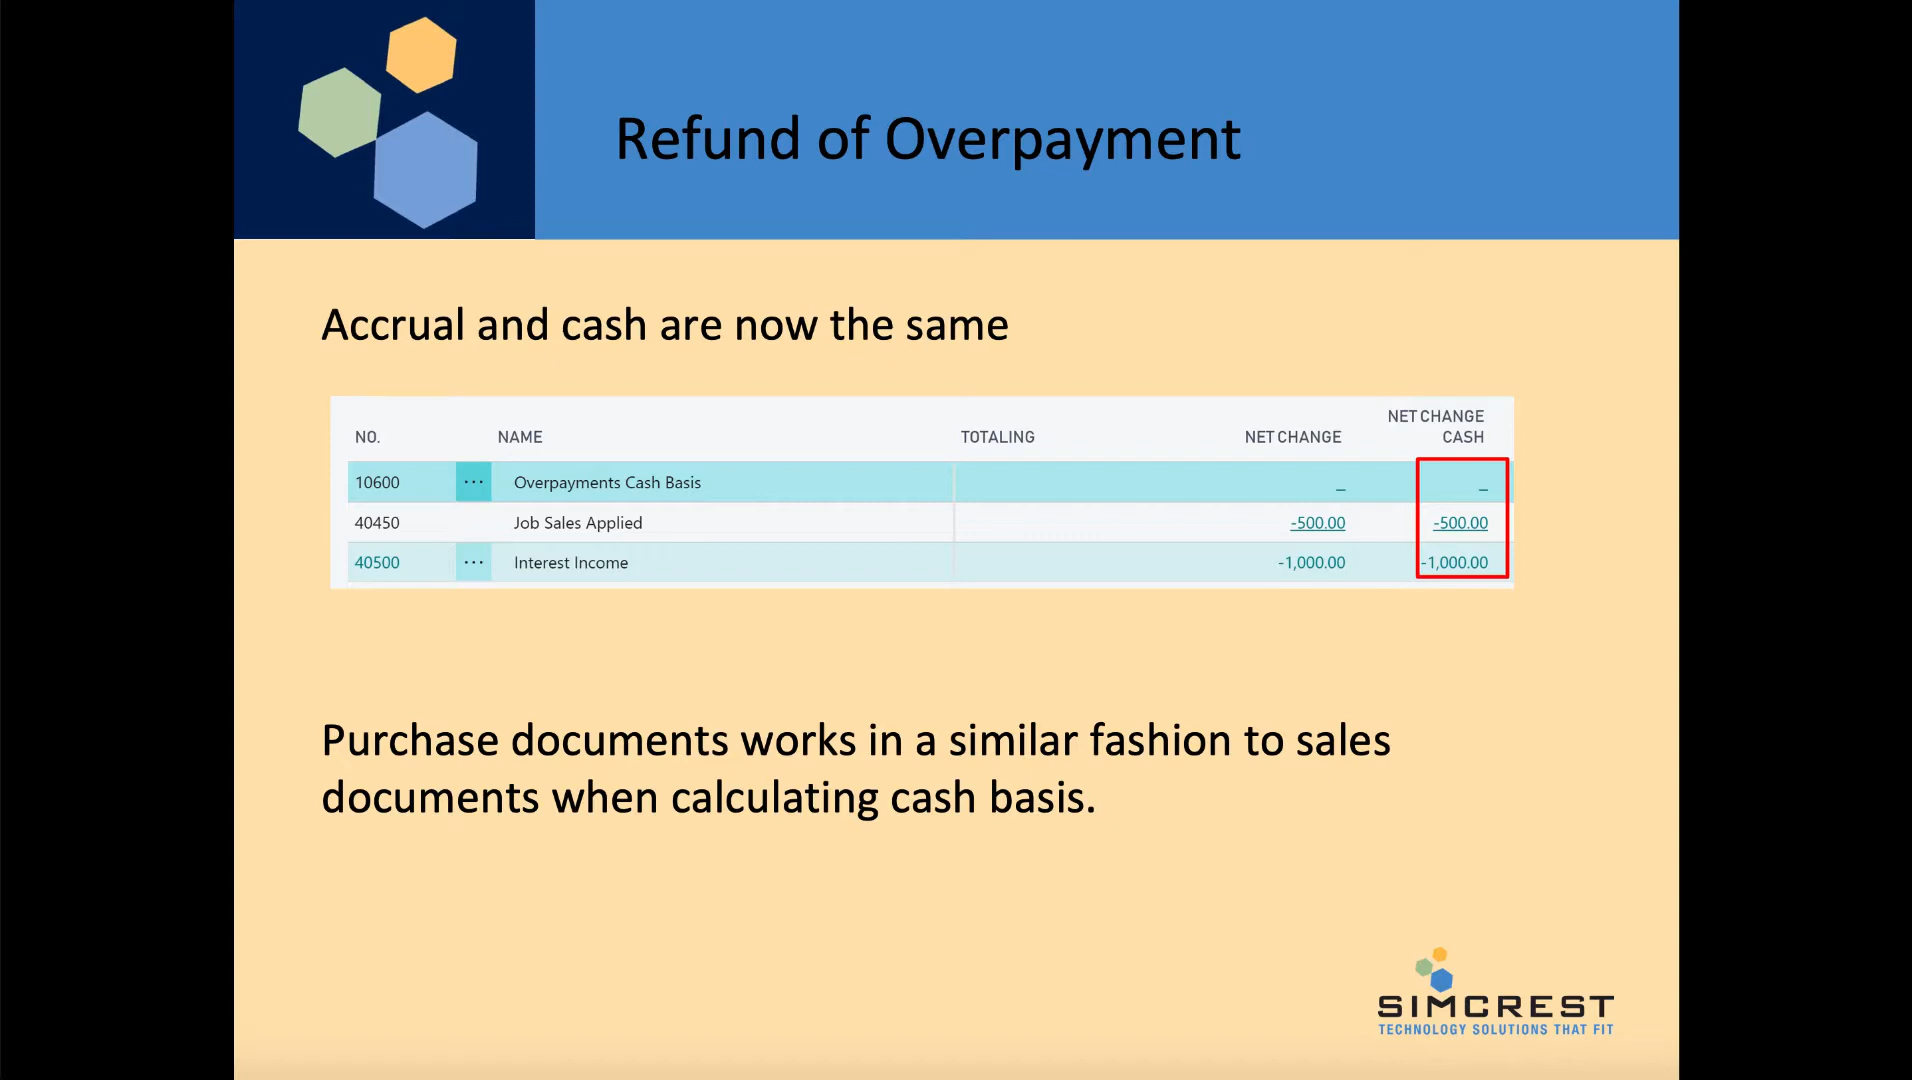 Refund of Overpayment
Accrual and cash are now the same
NO. NAME TOTALING NET CHANGE NET CHANGE CASH
10600 ... Overpayments Cash Basis _ _
40450 Job Sales Applied -500.00 -500.00
40500 ... Interest Income -1,000.00 -1,000.00
Purchase documents works in a similar fashion to sales
documents when calculating cash basis.
SIMCREST
TECHNOLOGY SOLUTIONS THAT FIT